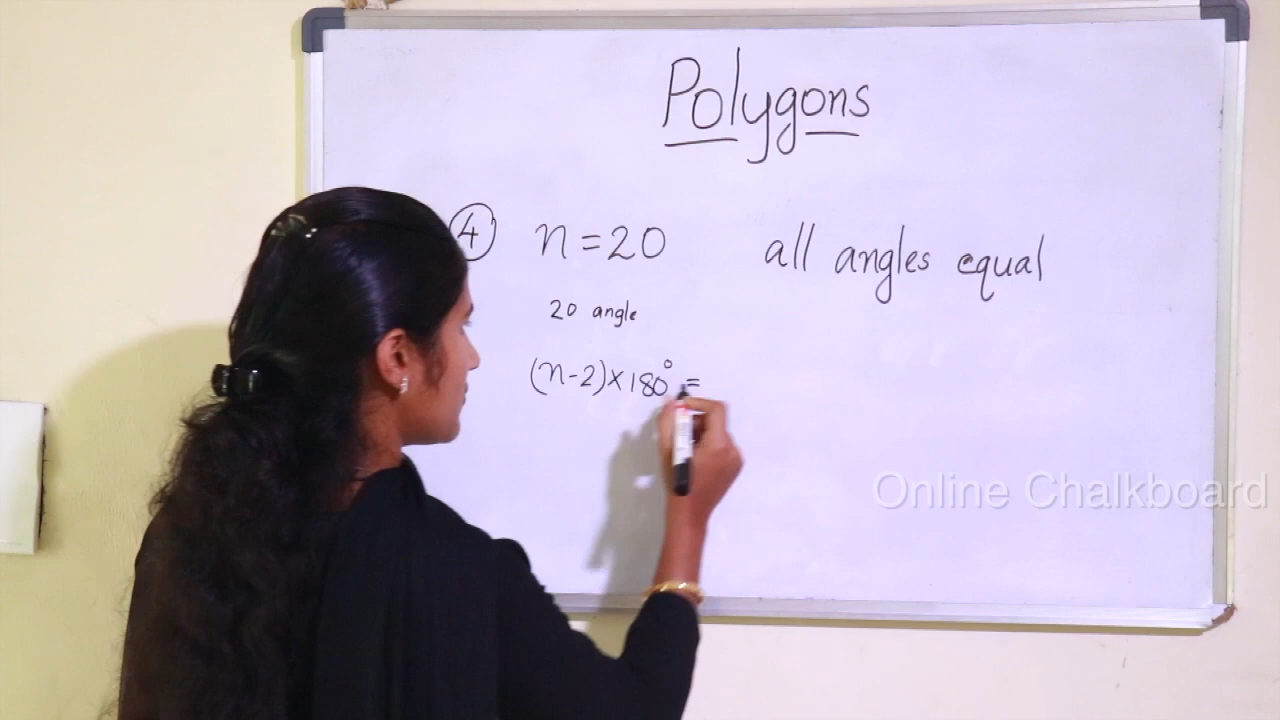 Polygons
④ n = 20 all angles equal
20 angle
(n-2)×180° =
Online Chalkboard